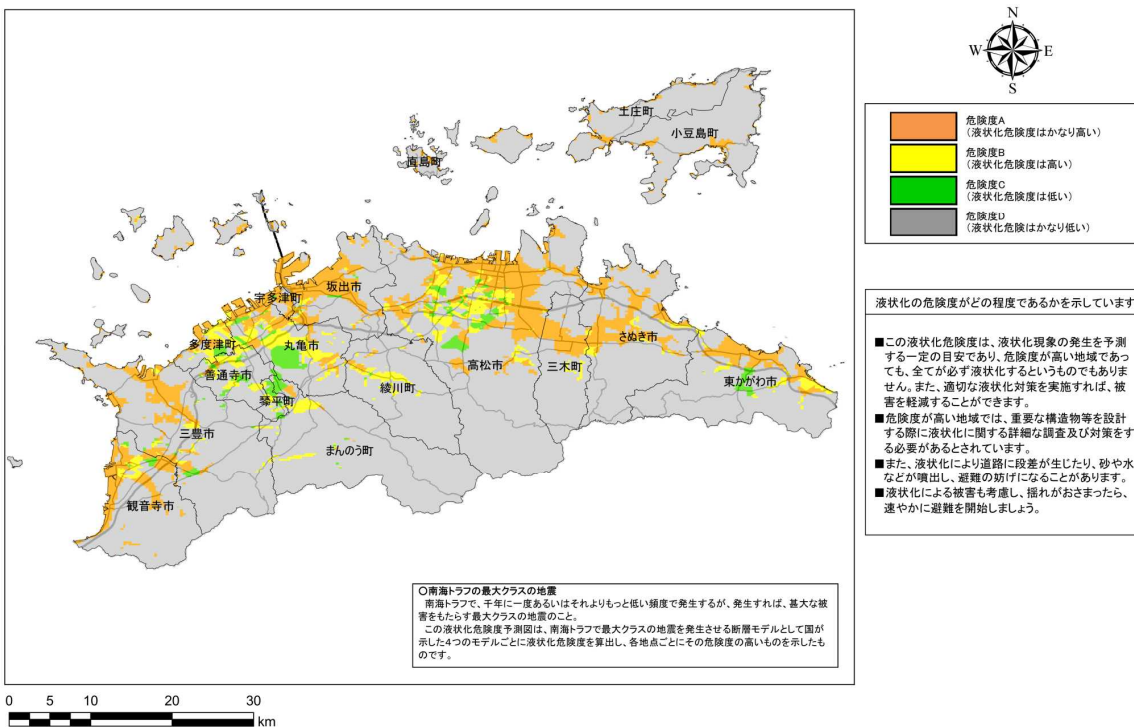 N
W
E
S
土庄町
小豆島町
直島町
坂出市
宇多津町
多度津町
丸亀市
善通寺市
琴平町
綾川町
高松市
三木町
さぬき市
東かがわ市
三豊市
まんのう町
観音寺市
危険度A
(液状化危険度はかなり高い)
危険度B
(液状化危険度は高い)
危険度C
(液状化危険度は低い)
危険度D
(液状化危険はかなり低い)
液状化の危険度がどの程度であるかを示しています
■この液状化危険度は、液状化現象の発生を予測
する一定の目安であり、危険度が高い地域であっ
ても、全てが必ず液状化するというものでもありま
せん。また、適切な液状化対策を実施すれば、被
害を軽減することができます。
■危険度が高い地域では、重要な構造物等を設計
する際に液状化に関する詳細な調査及び対策をす
る必要があるとされています。
■また、液状化により道路に段差が生じたり、砂や水
などが噴出し、避難の妨げになることがあります。
■液状化による被害も考慮し、揺れがおさまったら、
速やかに避難を開始しましょう。
○南海トラフの最大クラスの地震
南海トラフで、千年に一度あるいはそれよりもっと低い頻度で発生するが、発生すれば、甚大な被
害をもたらす最大クラスの地震のこと。
この液状化危険度予測図は、南海トラフで最大クラスの地震を発生させる断層モデルとして国が
示した4つのモデルごとに液状化危険度を算出し、各地点ごとにその危険度の高いものを示したも
のです。
0 5 10 20 30
km